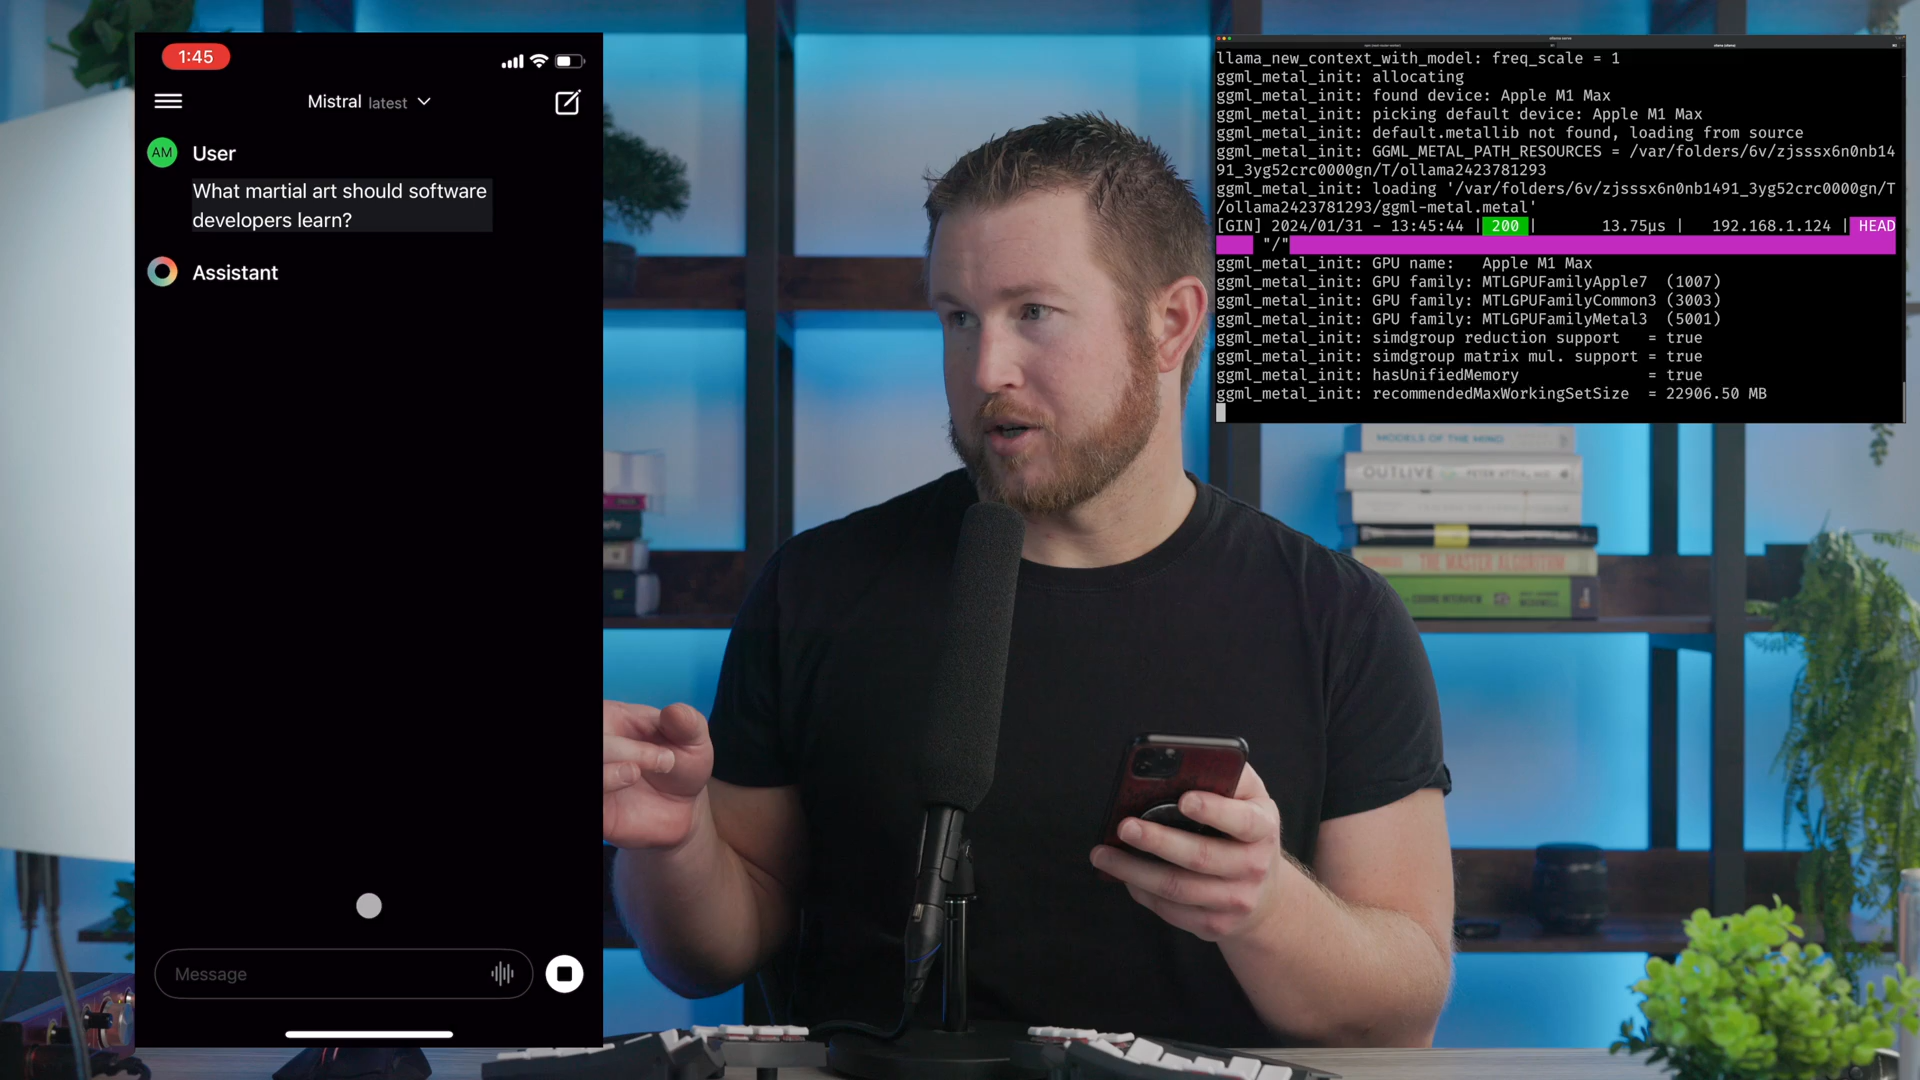 1:45
Mistral latest
AM User
What martial art should software
developers learn?
Assistant
Message
llama_new_context_with_model: freq_scale = 1
ggml_metal_init: allocating
ggml_metal_init: found device: Apple M1 Max
ggml_metal_init: picking default device: Apple M1 Max
ggml_metal_init: default.metallib not found, loading from source
ggml_metal_init: GGML_METAL_PATH_RESOURCES = /var/folders/6v/zjsssx6n0nb14
91_3yg52crc0000gn/T/ollama2423781293
ggml_metal_init: loading '/var/folders/6v/zjsssx6n0nb1491_3yg52crc0000gn/T
/ollama2423781293/ggml-metal.metal'
[GIN] 2024/01/31 - 13:45:44 | 200 | 13.75µs | 192.168.1.124 | HEAD
"/"
ggml_metal_init: GPU name: Apple M1 Max
ggml_metal_init: GPU family: MTLGPUFamilyApple7 (1007)
ggml_metal_init: GPU family: MTLGPUFamilyCommon3 (3003)
ggml_metal_init: GPU family: MTLGPUFamilyMetal3 (5001)
ggml_metal_init: simdgroup reduction support = true
ggml_metal_init: simdgroup matrix mul. support = true
ggml_metal_init: hasUnifiedMemory = true
ggml_metal_init: recommendedMaxWorkingSetSize = 22906.50 MB
MODELS OF THE MIND
OUTLIVE PETER ATTIA, MD
THE MASTER ALGORITHM
CODING INTERVIEW